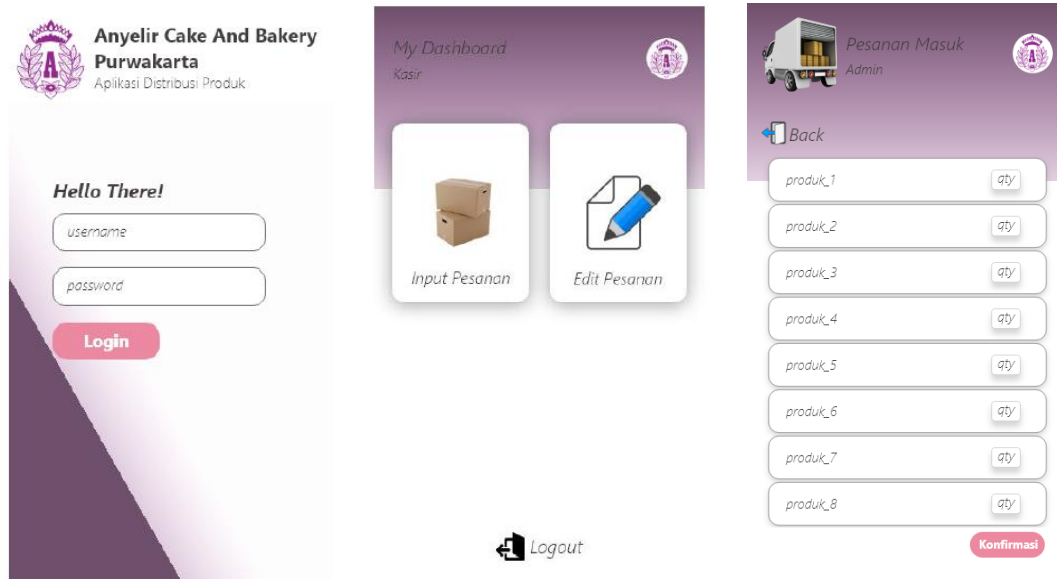 Anyelir Cake And Bakery
Purwakarta
Aplikasi Distribusi Produk
Hello There!
username
password
Login
My Dashboard
Kasir
Input Pesanan
Edit Pesanan
Logout
Pesanan Masuk
Admin
Back
produk_1 qty
produk_2 qty
produk_3 qty
produk_4 qty
produk_5 qty
produk_6 qty
produk_7 qty
produk_8 qty
Konfirmasi